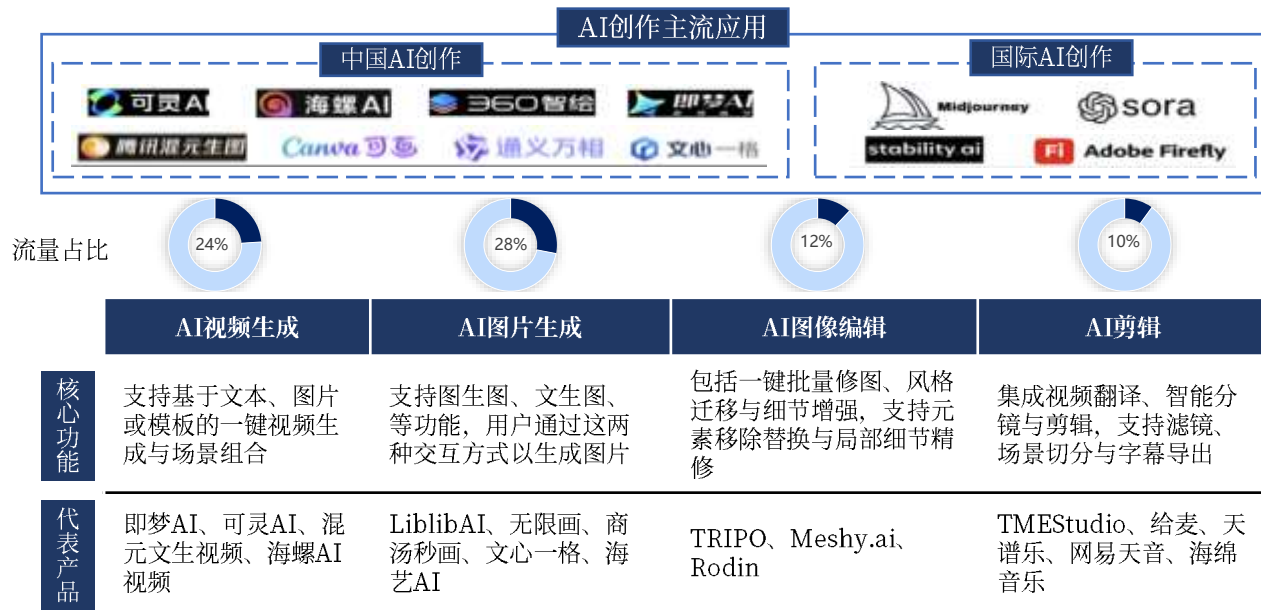 AI创作主流应用
中国AI创作
国际AI创作
可灵AI
海螺AI
360智绘
即梦AI
Midjourney
sora
腾讯混元生图
Canva可画
通义万相
文心一格
stability ai
Fi
Adobe Firefly
流量占比
24%
28%
12%
10%
AI视频生成
AI图片生成
AI图像编辑
AI剪辑
核心功能
支持基于文本、图片
或模板的一键视频生
成与场景组合
支持图生图、文生图、
等功能，用户通过这两
种交互方式以生成图片
包括一键批量修图、风格
迁移与细节增强，支持元
素移除替换与局部细节精
修
集成视频翻译、智能分
镜与剪辑，支持滤镜、
场景切分与字幕导出
代表产品
即梦AI、可灵AI、混
元文生视频、海螺AI
视频
LiblibAI、无限画、商
汤秒画、文心一格、海
艺AI
TRIPO、Meshy.ai、
Rodin
TMEStudio、给麦、天
谱乐、网易天音、海绵
音乐